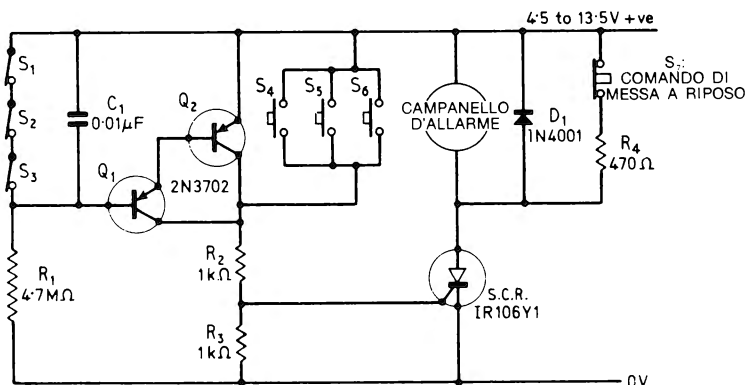 4.5 to 13.5V +ve
S1
S2
S3
C1
0.01µF
Q2
Q1
2N3702
S4
S5
S6
CAMPANELLO
D'ALLARME
D1
1N4001
S7:
COMANDO DI
MESSA A RIPOSO
R4
470Ω
R1
4.7MΩ
R2
1kΩ
R3
1kΩ
S.C.R.
IR106Y1
0V